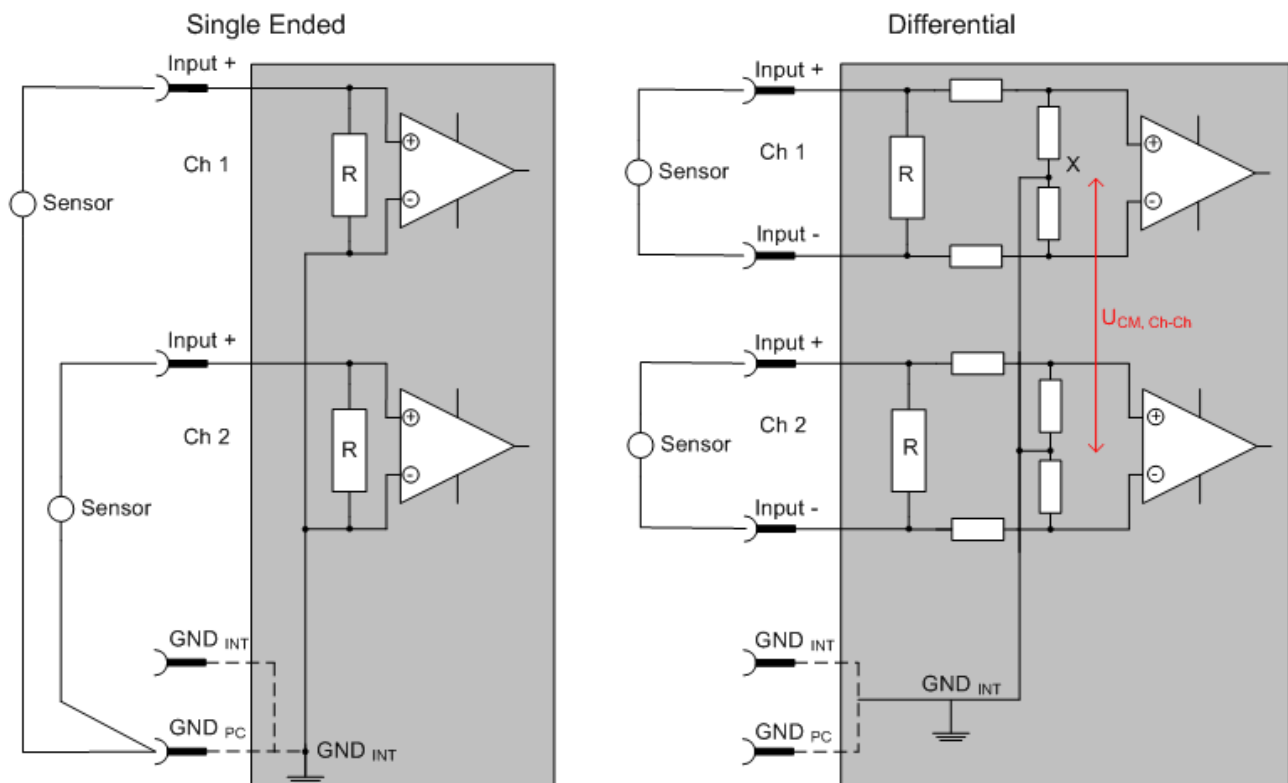 Single Ended
Input +
Ch 1
R
+
-
Sensor
Input +
Ch 2
R
+
-
Sensor
GND INT
GND PC
GND INT
Differential
Input +
Ch 1
Sensor
R
X
+
-
Input -
U CM, Ch-Ch
Input +
Ch 2
Sensor
R
+
-
Input -
GND INT
GND INT
GND PC